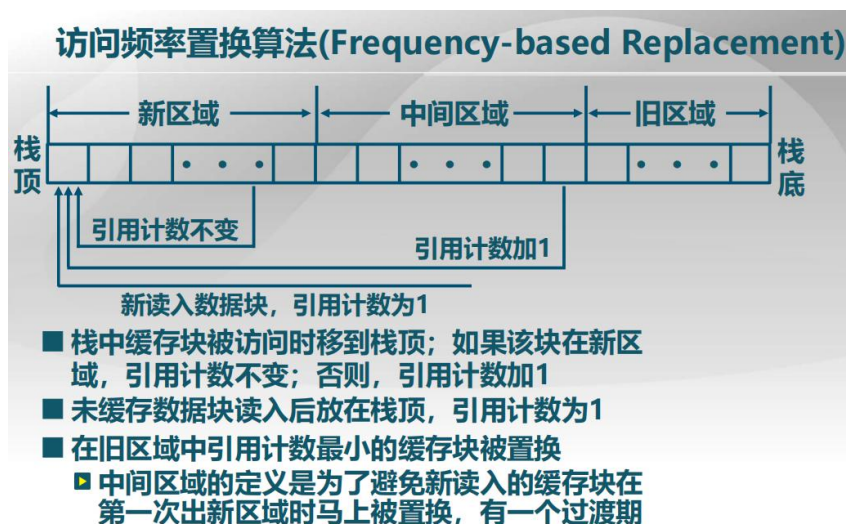 访问频率置换算法(Frequency-based Replacement)
新区域 中间区域 旧区域
栈顶 栈底
引用计数不变
引用计数加1
新读入数据块，引用计数为1
栈中缓存块被访问时移到栈顶；如果该块在新区
域，引用计数不变；否则，引用计数加1
未缓存数据块读入后放在栈顶，引用计数为1
在旧区域中引用计数最小的缓存块被置换
中间区域的定义是为了避免新读入的缓存块在
第一次出新区域时马上被置换，有一个过渡期